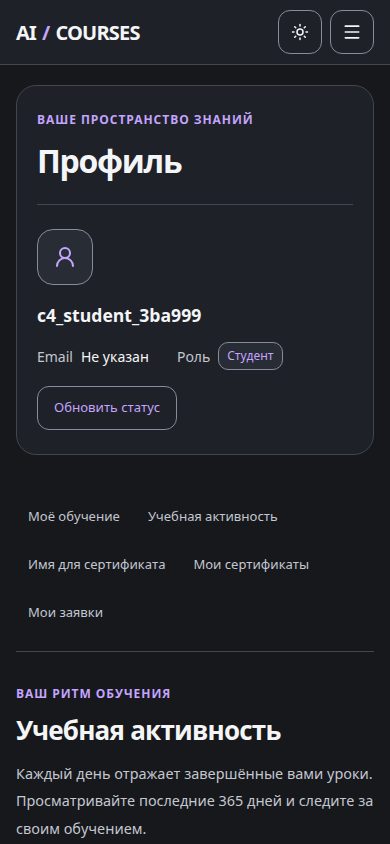 AI / COURSES
ВАШЕ ПРОСТРАНСТВО ЗНАНИЙ
Профиль
c4_student_3ba999
Email Не указан Роль Студент
Обновить статус
Моё обучение Учебная активность
Имя для сертификата Мои сертификаты
Мои заявки
ВАШ РИТМ ОБУЧЕНИЯ
Учебная активность
Каждый день отражает завершённые вами уроки.
Просматривайте последние 365 дней и следите за
своим обучением.